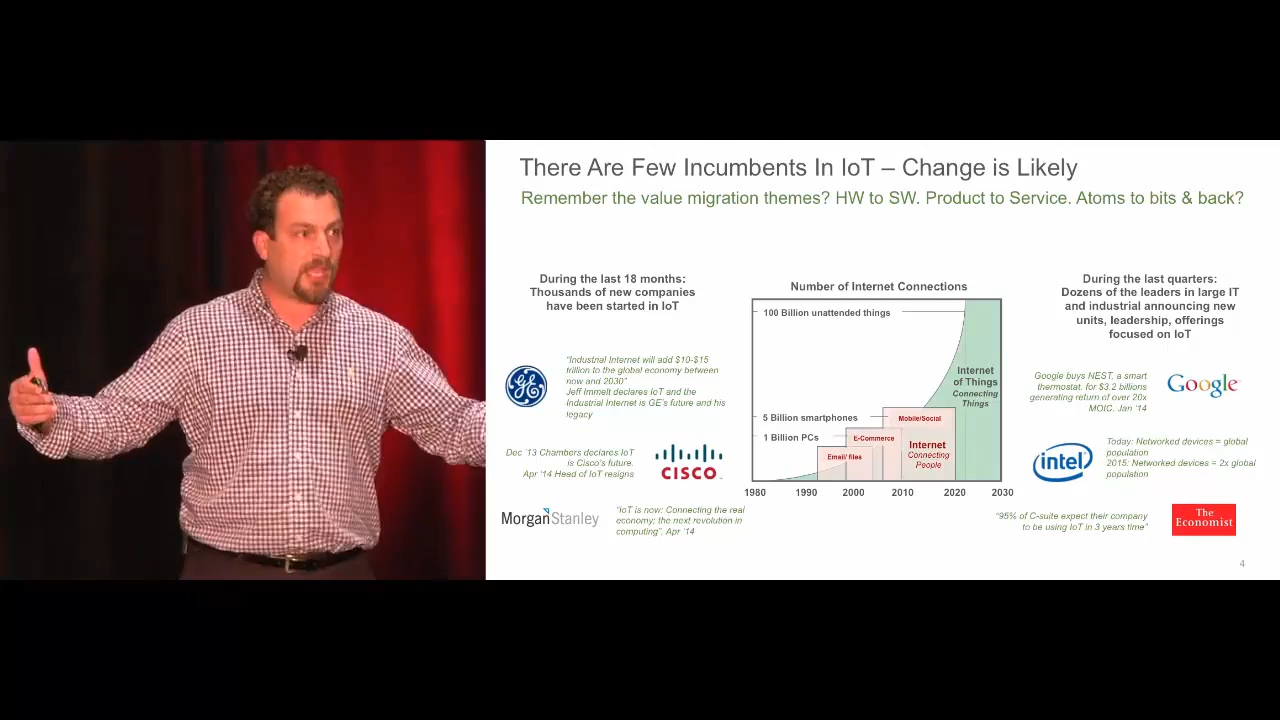 There Are Few Incumbents In IoT – Change is Likely
Remember the value migration themes? HW to SW. Product to Service. Atoms to bits & back?
During the last 18 months:
Thousands of new companies
have been started in IoT
GE
"Industrial Internet will add $10-$15
trillion to the global economy between
now and 2030"
Jeff Immelt declares IoT and the
Industrial Internet is GE's future and his
legacy
Dec '13 Chambers declares IoT
is Cisco's future.
Apr '14 Head of IoT resigns
CISCO
Morgan Stanley
"IoT is now: Connecting the real
economy; the next revolution in
computing", Apr '14
Number of Internet Connections
100 Billion unattended things
5 Billion smartphones
1 Billion PCs
Email/ files
E-Commerce
Mobile/Social
Internet
Connecting
People
Internet
of Things
Connecting
Things
1980 1990 2000 2010 2020 2030
During the last quarters:
Dozens of the leaders in large IT
and industrial announcing new
units, leadership, offerings
focused on IoT
Google buys NEST, a smart
thermostat, for $3.2 billions
generating return of over 20x
MOIC. Jan '14
Google
intel
Today: Networked devices = global
population
2015: Networked devices = 2x global
population
"95% of C-suite expect their company
to be using IoT in 3 years time"
The
Economist
4